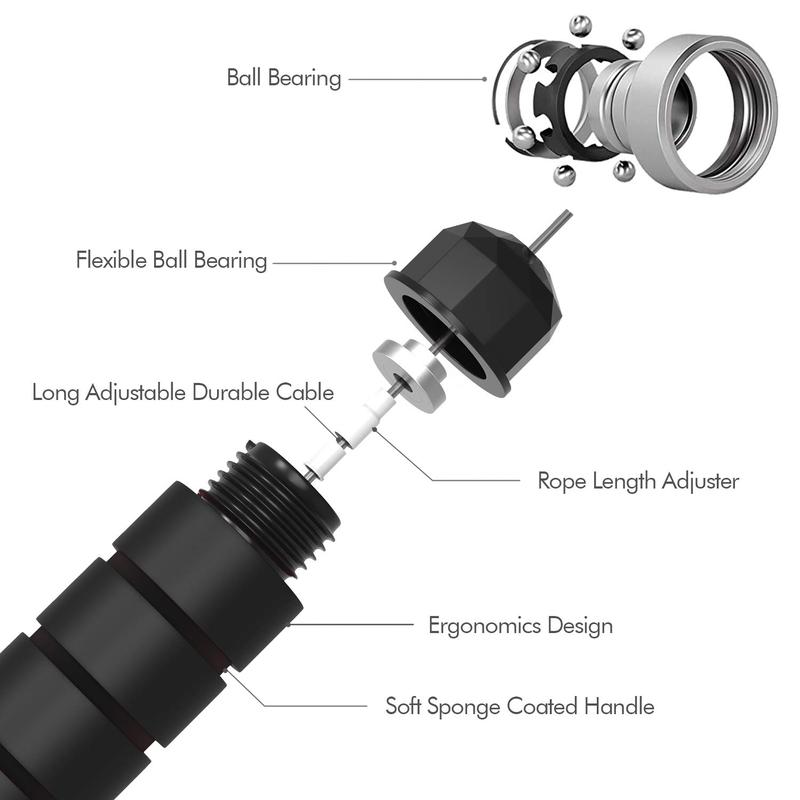 Ball Bearing
Flexible Ball Bearing
Long Adjustable Durable Cable
Rope Length Adjuster
Ergonomics Design
Soft Sponge Coated Handle